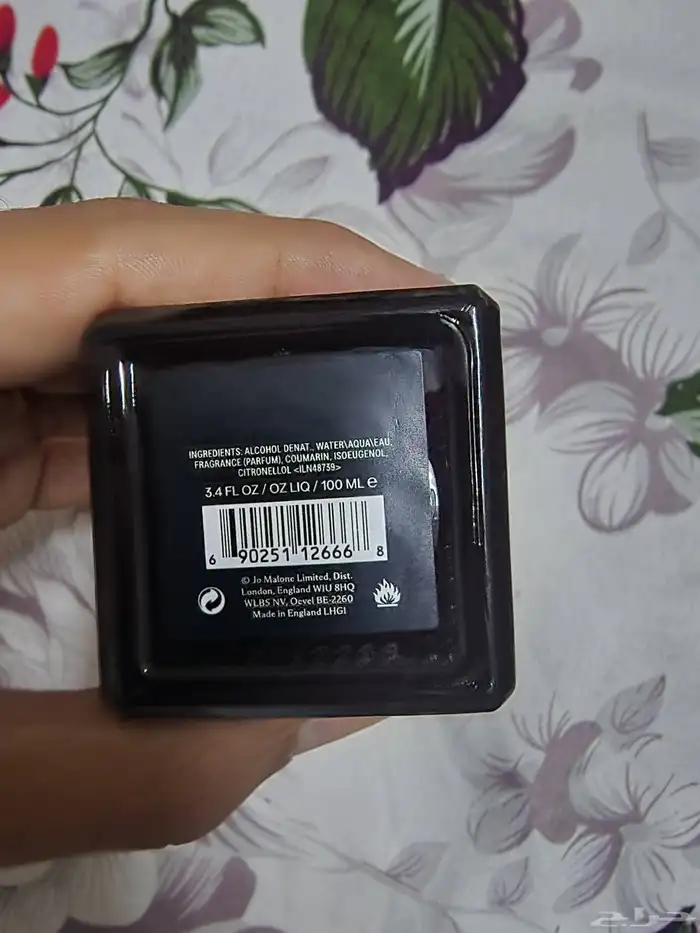 INGREDIENTS: ALCOHOL DENAT., WATER\AQUA\EAU,
FRAGRANCE (PARFUM), COUMARIN, ISOEUGENOL,
CITRONELLOL <ILN48759>
3.4 FL OZ / OZ LIQ / 100 ML e
6 90251 12666 8
© Jo Malone Limited, Dist.
London, England W1U 8HQ
WLBS NV, Oevel BE-2260
Made in England LHG1
حراج